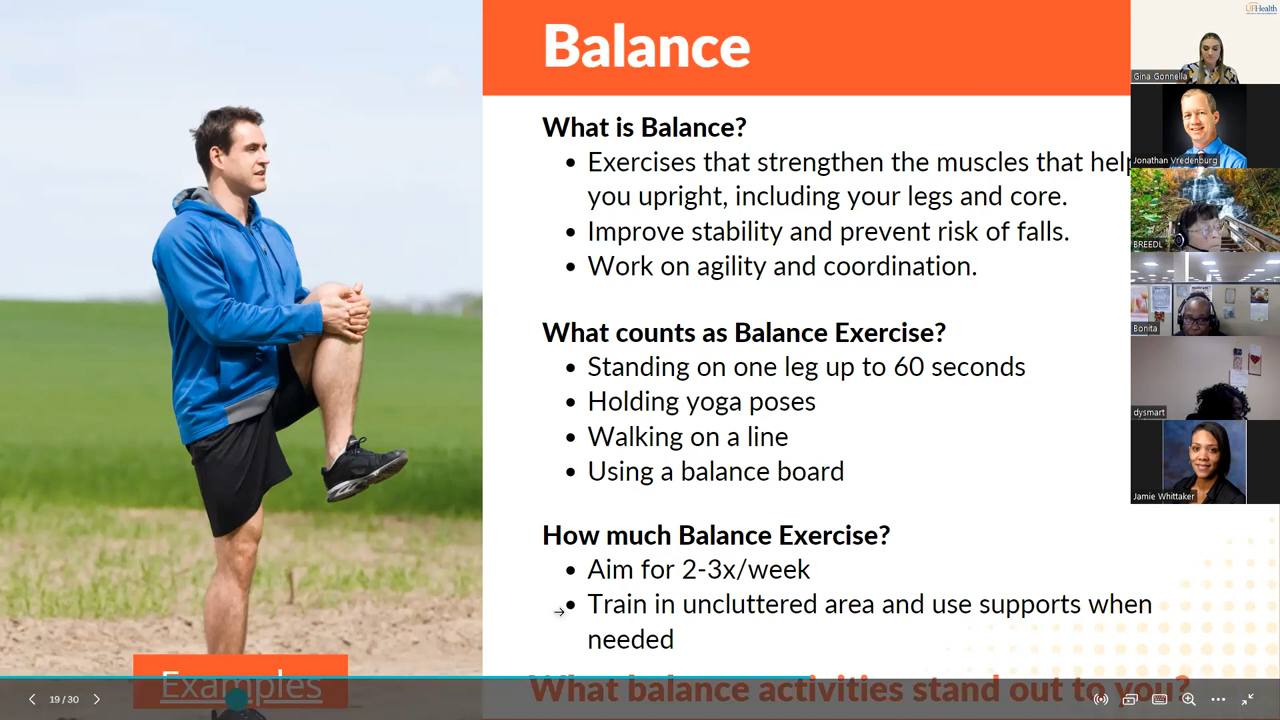 Balance
What is Balance?
• Exercises that strengthen the muscles that help
you upright, including your legs and core.
• Improve stability and prevent risk of falls.
• Work on agility and coordination.
What counts as Balance Exercise?
• Standing on one leg up to 60 seconds
• Holding yoga poses
• Walking on a line
• Using a balance board
How much Balance Exercise?
• Aim for 2-3x/week
• Train in uncluttered area and use supports when
needed
What balance activities stand out to you?
Examples
19 / 30
UFHealth
Gina Gonnella
Jonathan Vredenburg
BREEDL
Bonita
dysmart
Jamie Whittaker